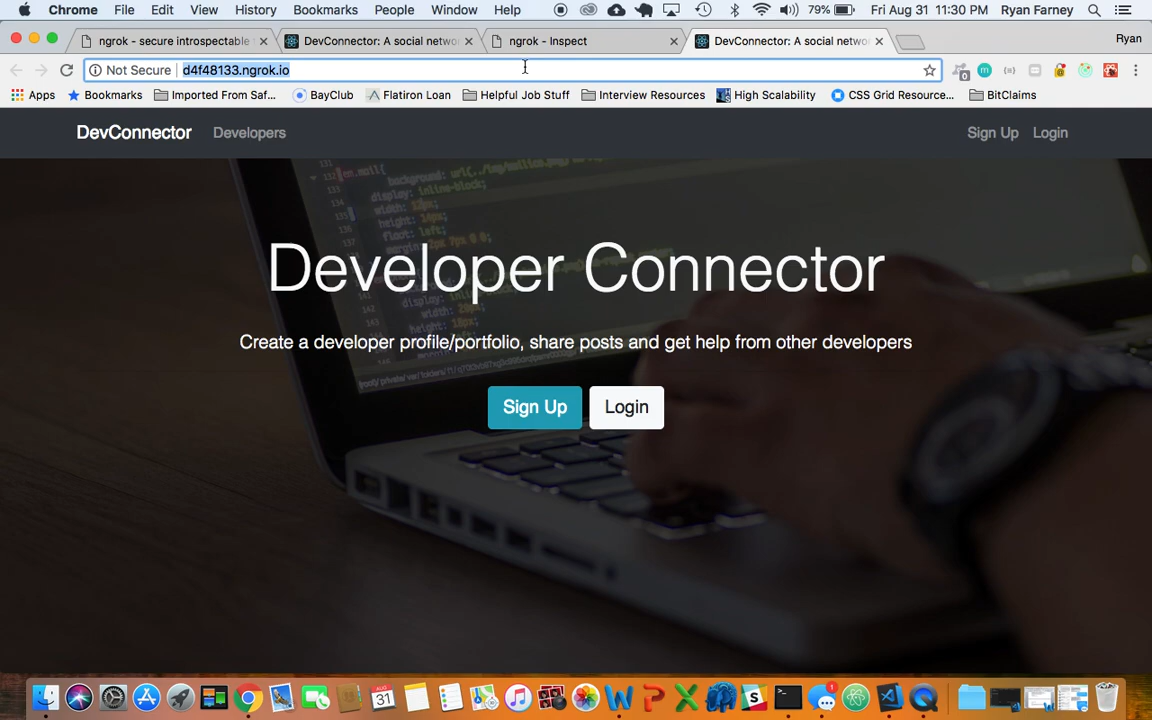 Chrome File Edit View History Bookmarks People Window Help 79% Fri Aug 31 11:30 PM Ryan Farney
ngrok - secure introspectable DevConnector: A social netwo ngrok - Inspect DevConnector: A social netwo Ryan
Not Secure d4f48133.ngrok.io
Apps Bookmarks Imported From Saf... BayClub Flatiron Loan Helpful Job Stuff Interview Resources High Scalability CSS Grid Resource... BitClaims
DevConnector Developers Sign Up Login
Developer Connector
Create a developer profile/portfolio, share posts and get help from other developers
Sign Up Login